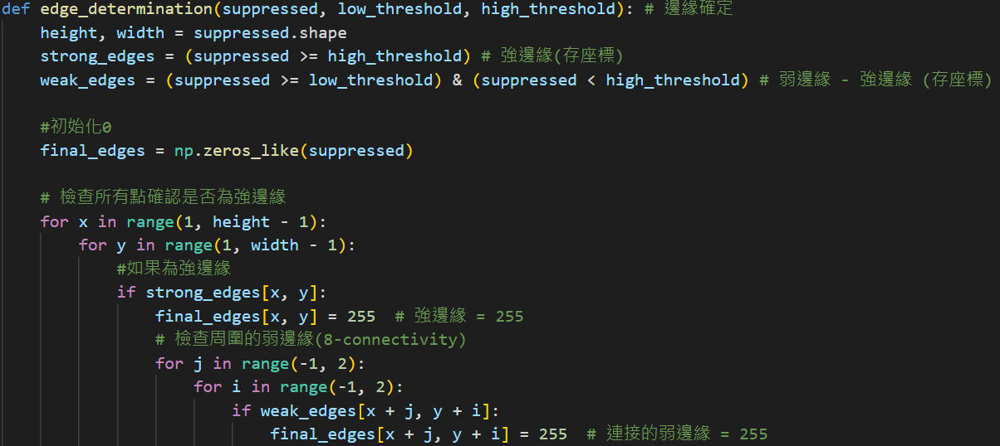 def edge_determination(suppressed, low_threshold, high_threshold): # 邊緣確定
    height, width = suppressed.shape
    strong_edges = (suppressed >= high_threshold) # 強邊緣(存座標)
    weak_edges = (suppressed >= low_threshold) & (suppressed < high_threshold) # 弱邊緣 - 強邊緣 (存座標)

    #初始化0
    final_edges = np.zeros_like(suppressed)

    # 檢查所有點確認是否為強邊緣
    for x in range(1, height - 1):
        for y in range(1, width - 1):
            #如果為強邊緣
            if strong_edges[x, y]:
                final_edges[x, y] = 255  # 強邊緣 = 255
                # 檢查周圍的弱邊緣(8-connectivity)
                for j in range(-1, 2):
                    for i in range(-1, 2):
                        if weak_edges[x + j, y + i]:
                            final_edges[x + j, y + i] = 255  # 連接的弱邊緣 = 255